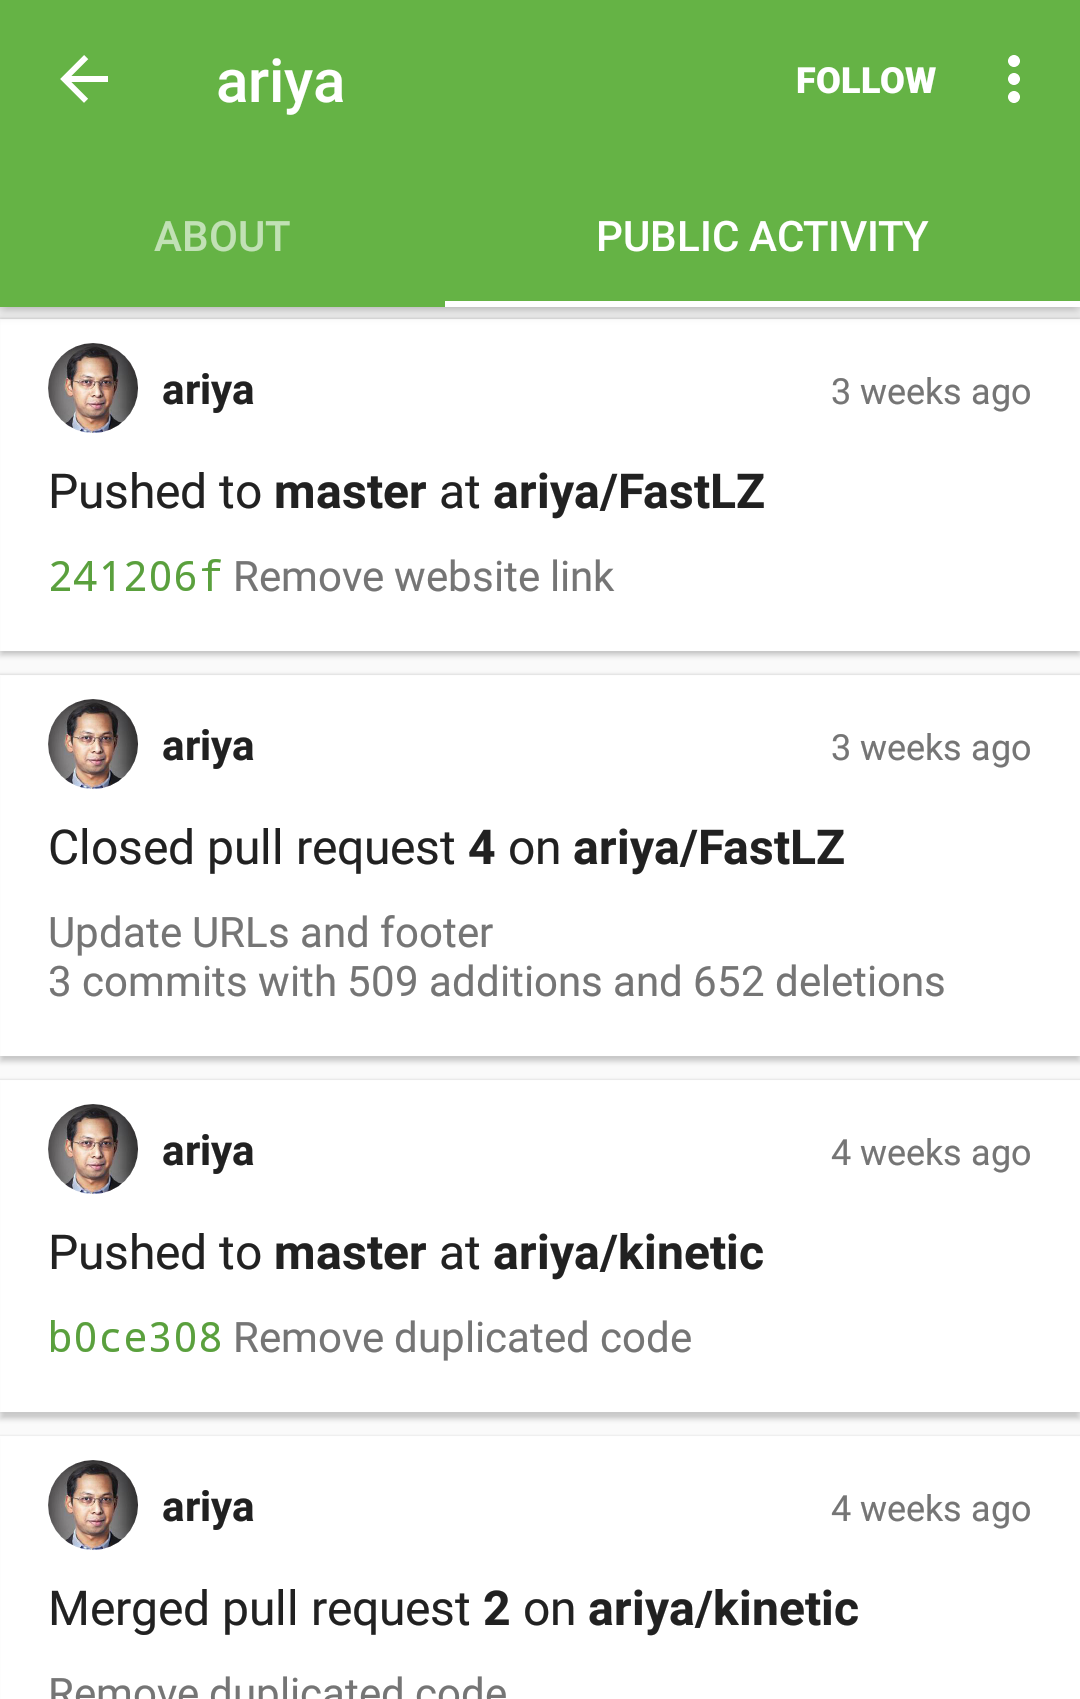 ariya
FOLLOW
ABOUT
PUBLIC ACTIVITY
ariya
3 weeks ago
Pushed to master at ariya/FastLZ
241206f Remove website link
ariya
3 weeks ago
Closed pull request 4 on ariya/FastLZ
Update URLs and footer
3 commits with 509 additions and 652 deletions
ariya
4 weeks ago
Pushed to master at ariya/kinetic
b0ce308 Remove duplicated code
ariya
4 weeks ago
Merged pull request 2 on ariya/kinetic
Remove duplicated code